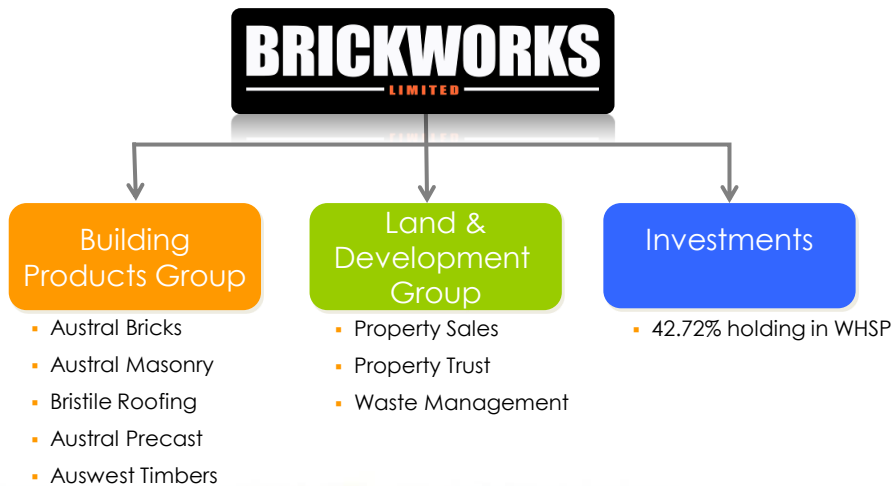 BRICKWORKS
LIMITED
Building
Products Group
Land &
Development
Group
Investments
▪ Austral Bricks
▪ Austral Masonry
▪ Bristile Roofing
▪ Austral Precast
▪ Auswest Timbers
▪ Property Sales
▪ Property Trust
▪ Waste Management
▪ 42.72% holding in WHSP